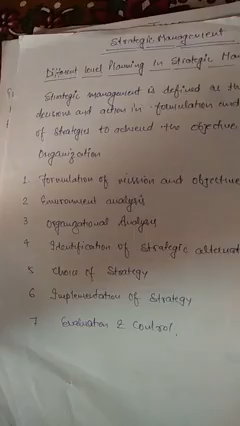 Strategic Management
Different level Planning in Strategic Ma
Strategic management is defined as th
decisions and action in formulation and
of Strategies to achieved the objective
Organization
1. Formulation of mission and objective
2 Environment analysis
3 Organizational Analysis
4 Identification of Strategic alternat
5 Choice of Strategy
6 Implementation of Strategy
7 Evaluation & Control.